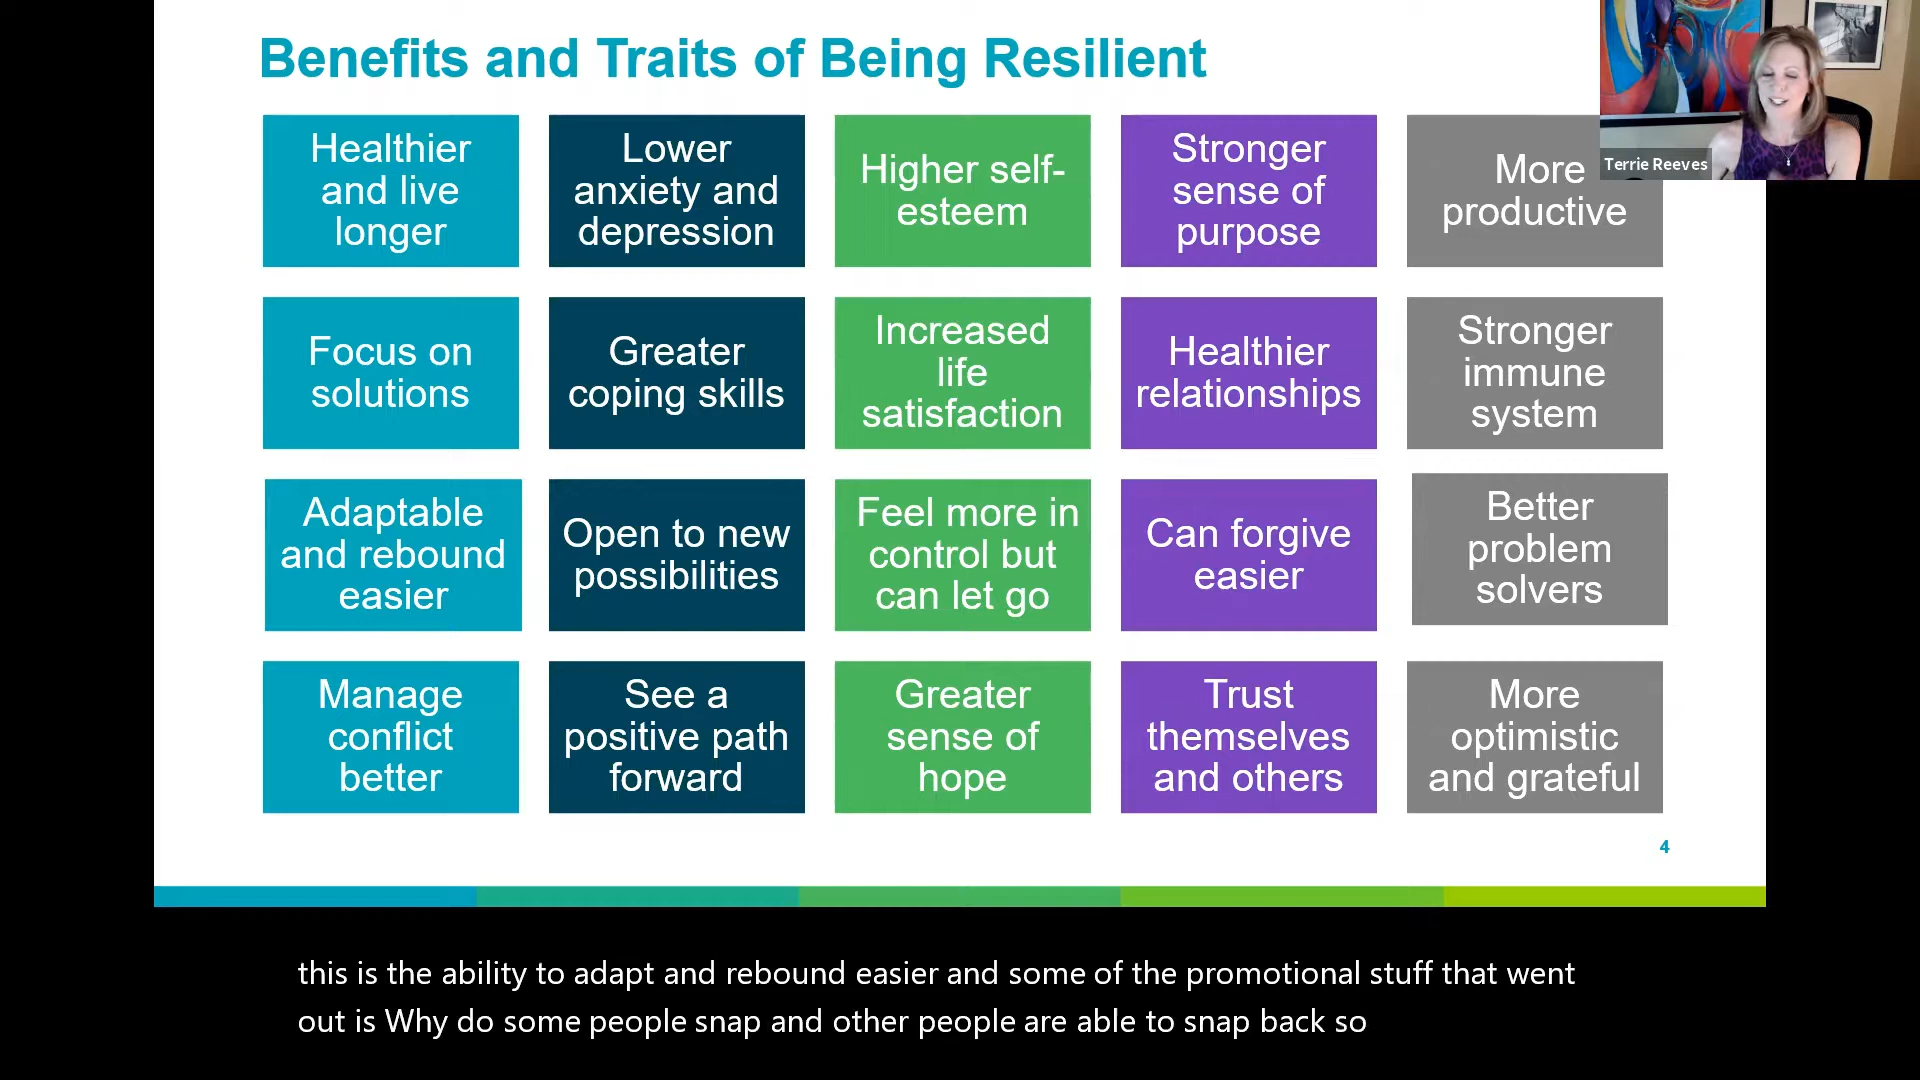 Benefits and Traits of Being Resilient
Terrie Reeves
Healthier
and live
longer
Lower
anxiety and
depression
Higher self-
esteem
Stronger
sense of
purpose
More
productive
Focus on
solutions
Greater
coping skills
Increased
life
satisfaction
Healthier
relationships
Stronger
immune
system
Adaptable
and rebound
easier
Open to new
possibilities
Feel more in
control but
can let go
Can forgive
easier
Better
problem
solvers
Manage
conflict
better
See a
positive path
forward
Greater
sense of
hope
Trust
themselves
and others
More
optimistic
and grateful
4
this is the ability to adapt and rebound easier and some of the promotional stuff that went
out is Why do some people snap and other people are able to snap back so